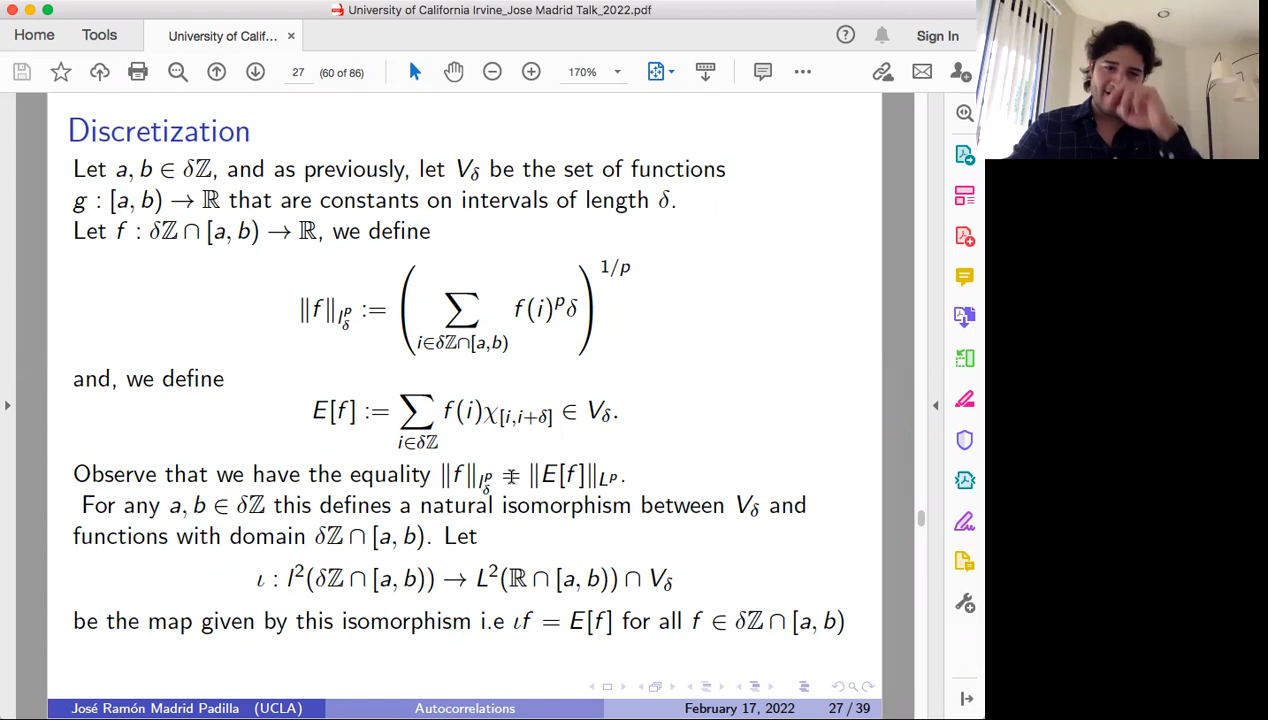 University of California Irvine_Jose Madrid Talk_2022.pdf
Home Tools University of Calif... × Sign In
27 (60 of 86) 170%
Discretization
Let a, b ∈ δℤ, and as previously, let V_δ be the set of functions
g : [a, b) → ℝ that are constants on intervals of length δ.
Let f : δℤ ∩ [a, b) → ℝ, we define
‖f‖_{l^p_δ} := ( ∑_{i∈δℤ∩[a,b)} f(i)^p δ )^{1/p}
and, we define
E[f] := ∑_{i∈δℤ} f(i)χ_{[i,i+δ]} ∈ V_δ.
Observe that we have the equality ‖f‖_{l^p_δ} = ‖E[f]‖_{L^p}.
For any a, b ∈ δℤ this defines a natural isomorphism between V_δ and
functions with domain δℤ ∩ [a, b). Let
ι : l²(δℤ ∩ [a, b)) → L²(ℝ ∩ [a, b)) ∩ V_δ
be the map given by this isomorphism i.e ιf = E[f] for all f ∈ δℤ ∩ [a, b)
José Ramón Madrid Padilla (UCLA) Autocorrelations February 17, 2022 27 / 39